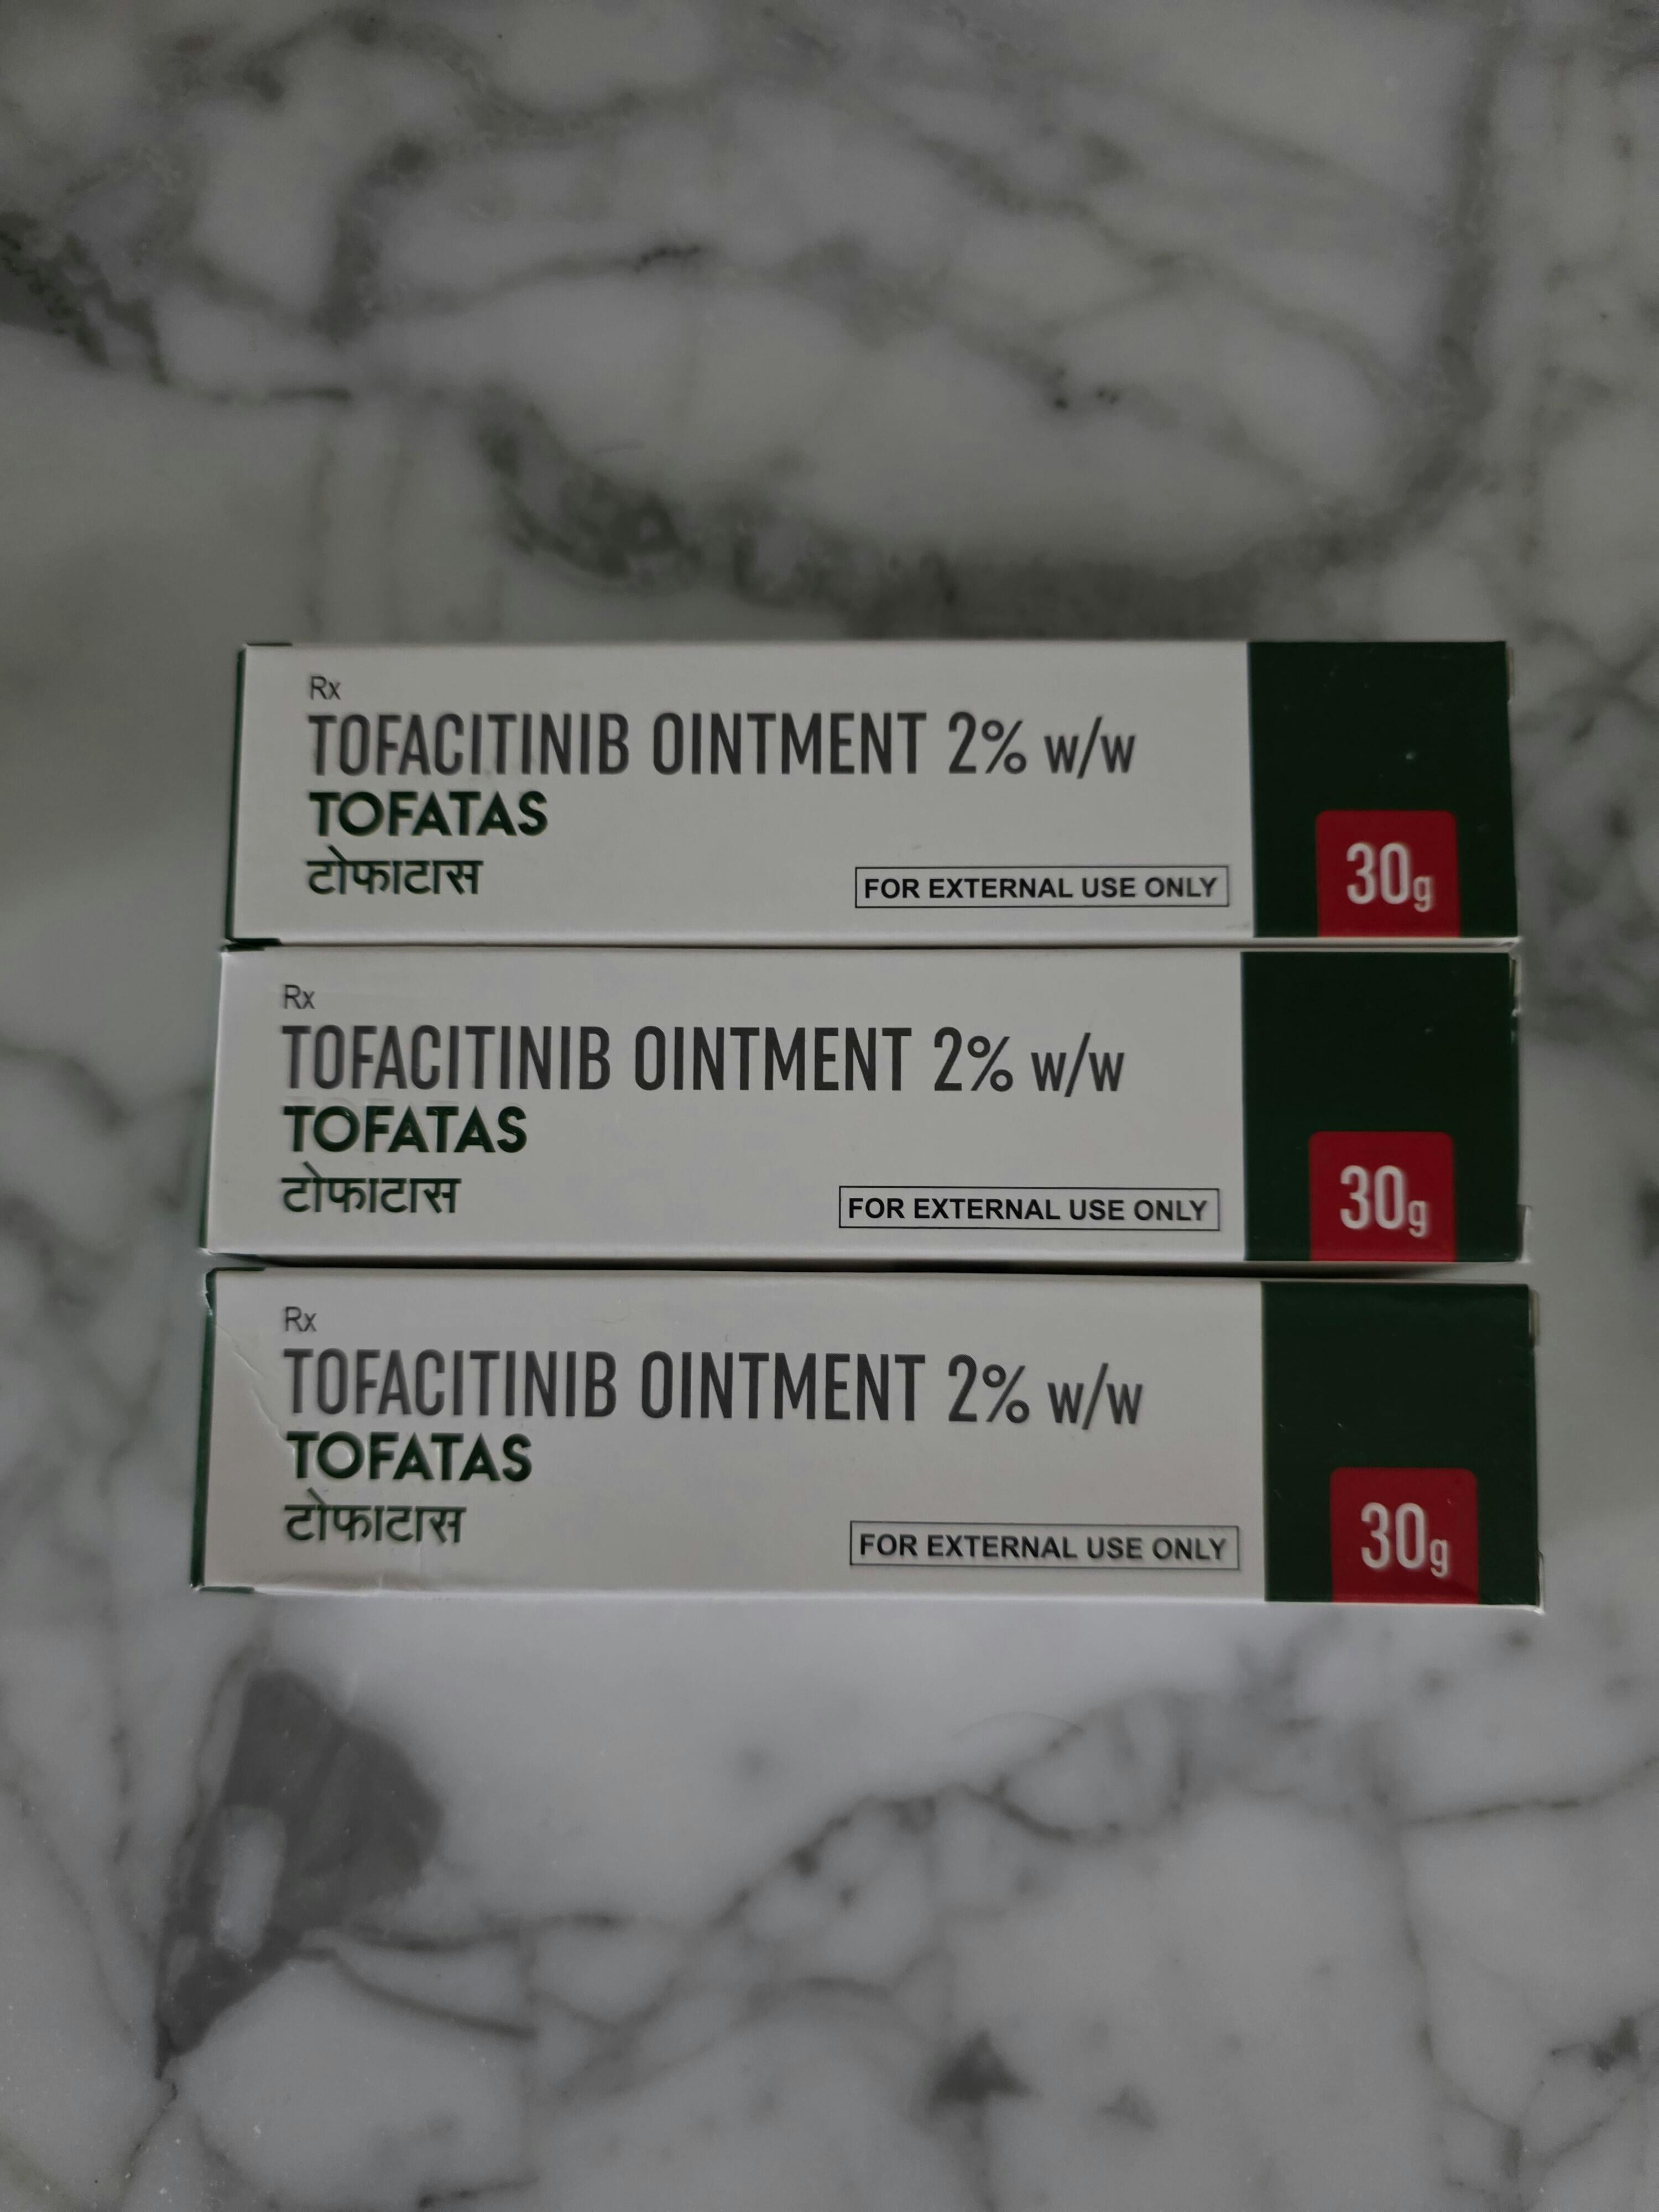 Rx
TOFACITINIB OINTMENT 2% w/w
TOFATAS
टोफाटास
FOR EXTERNAL USE ONLY
30g
Rx
TOFACITINIB OINTMENT 2% w/w
TOFATAS
टोफाटास
FOR EXTERNAL USE ONLY
30g
Rx
TOFACITINIB OINTMENT 2% w/w
TOFATAS
टोफाटास
FOR EXTERNAL USE ONLY
30g